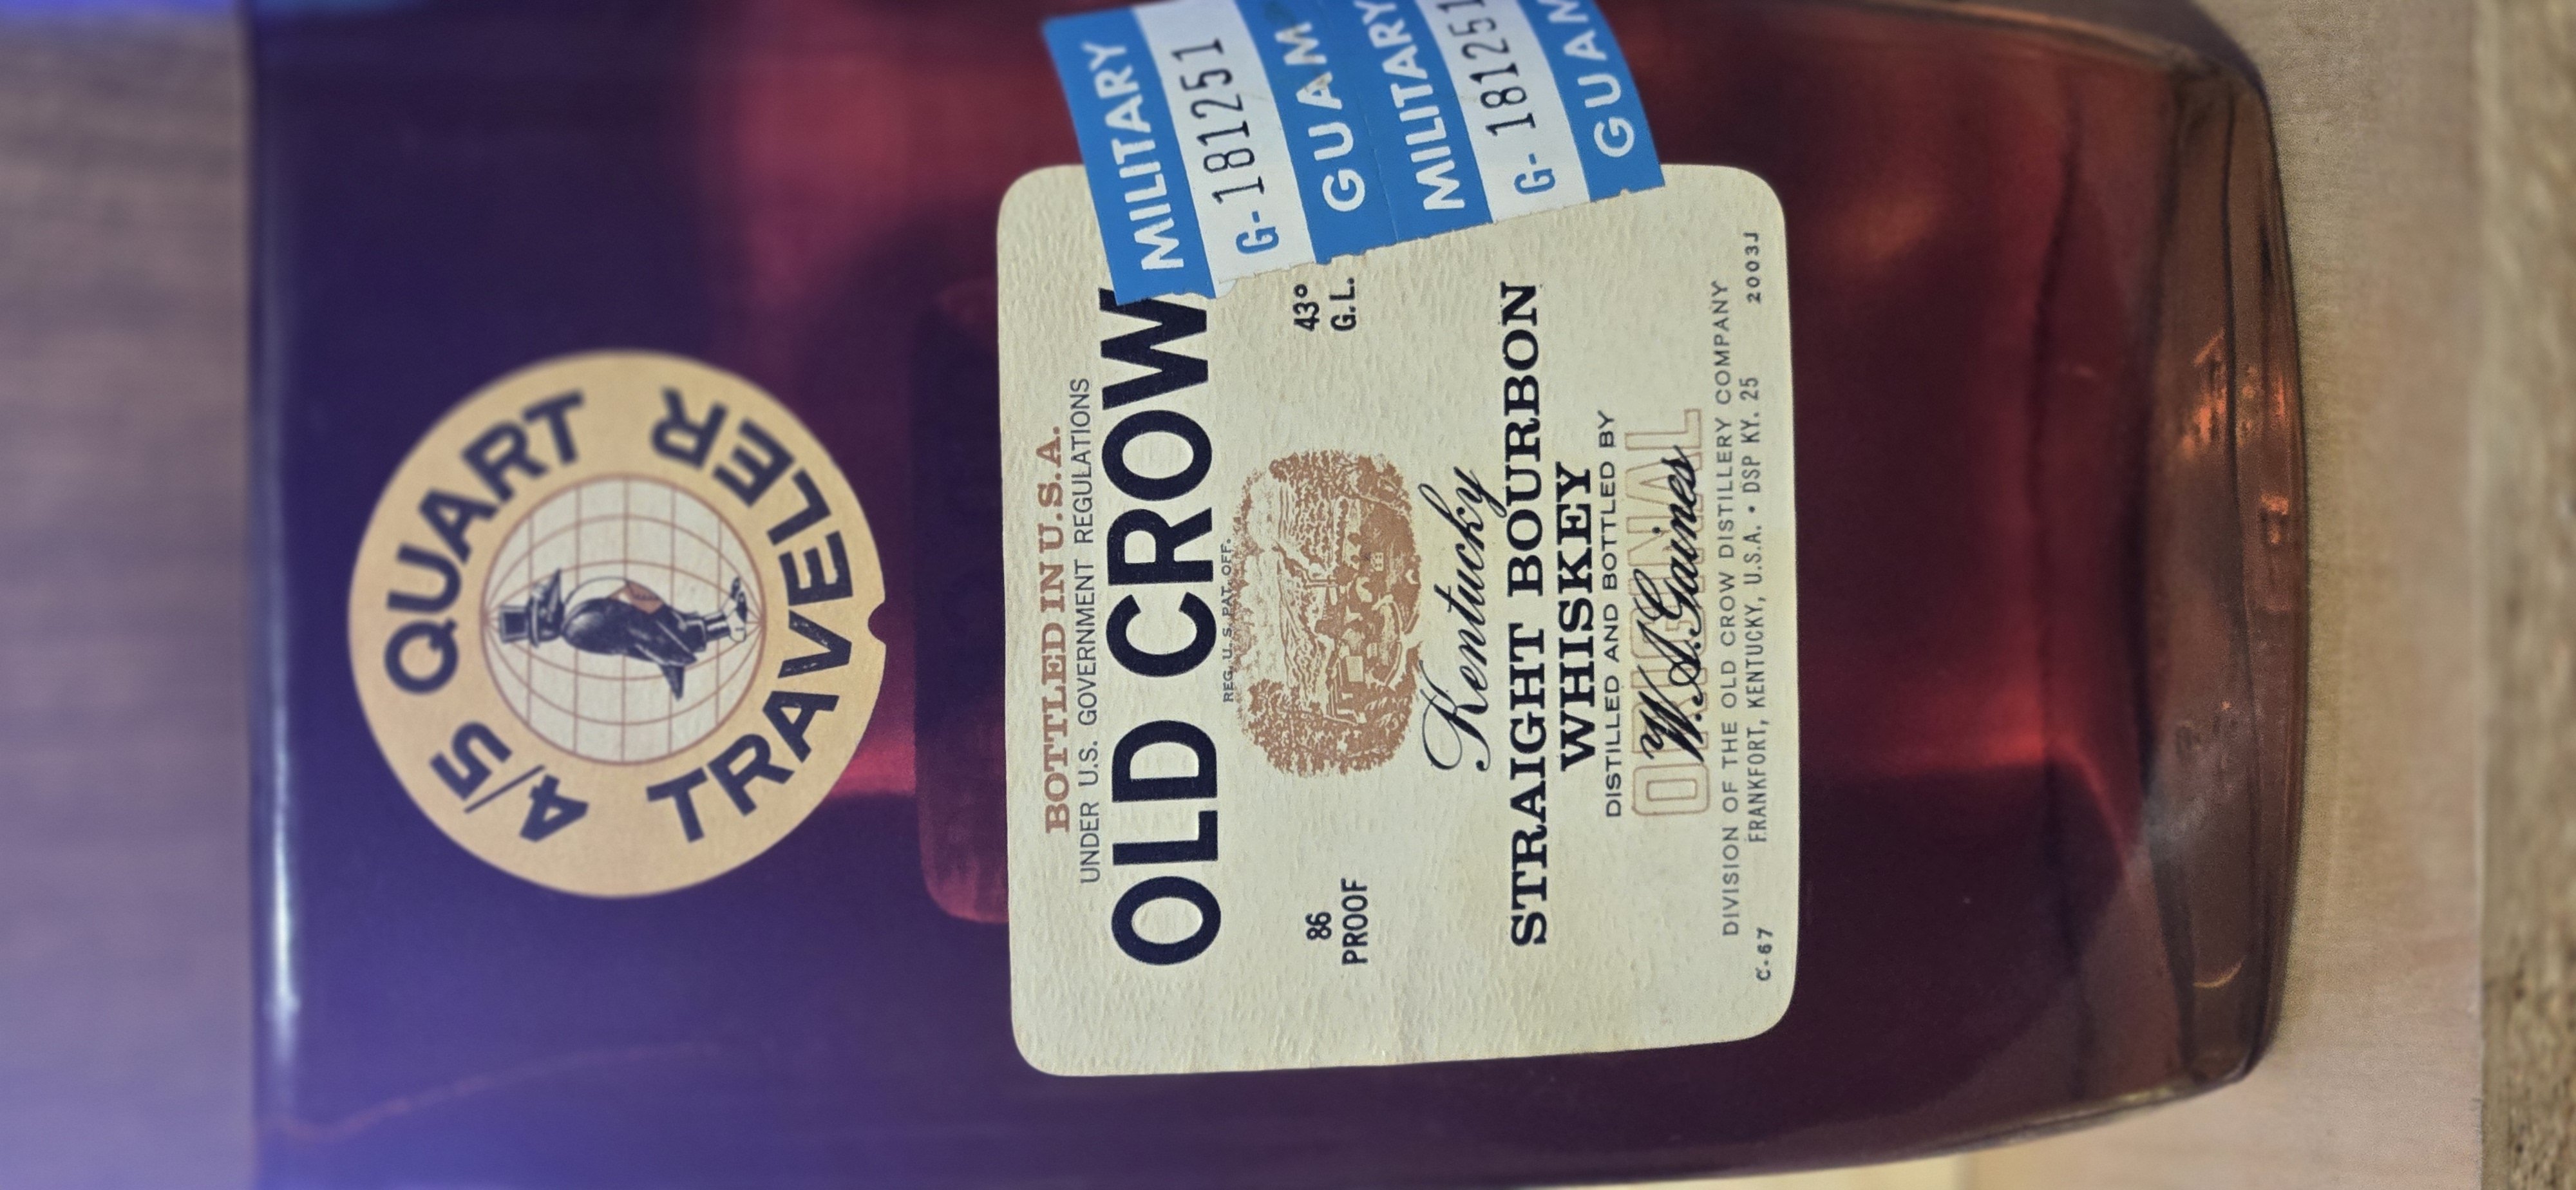 4/5 QUART
TRAVELER
BOTTLED IN U.S.A.
UNDER U.S. GOVERNMENT REGULATIONS
OLD CROW
REG. U.S. PAT. OFF.
86
PROOF
43°
G.L.
Kentucky
STRAIGHT BOURBON
WHISKEY
DISTILLED AND BOTTLED BY
ORIGINAL
W.A.Gaines
DIVISION OF THE OLD CROW DISTILLERY COMPANY
FRANKFORT, KENTUCKY, U.S.A. • DSP KY. 25
C-67
2003J
MILITARY
G-181251
GUAM
MILITARY
G-181251
GUAM